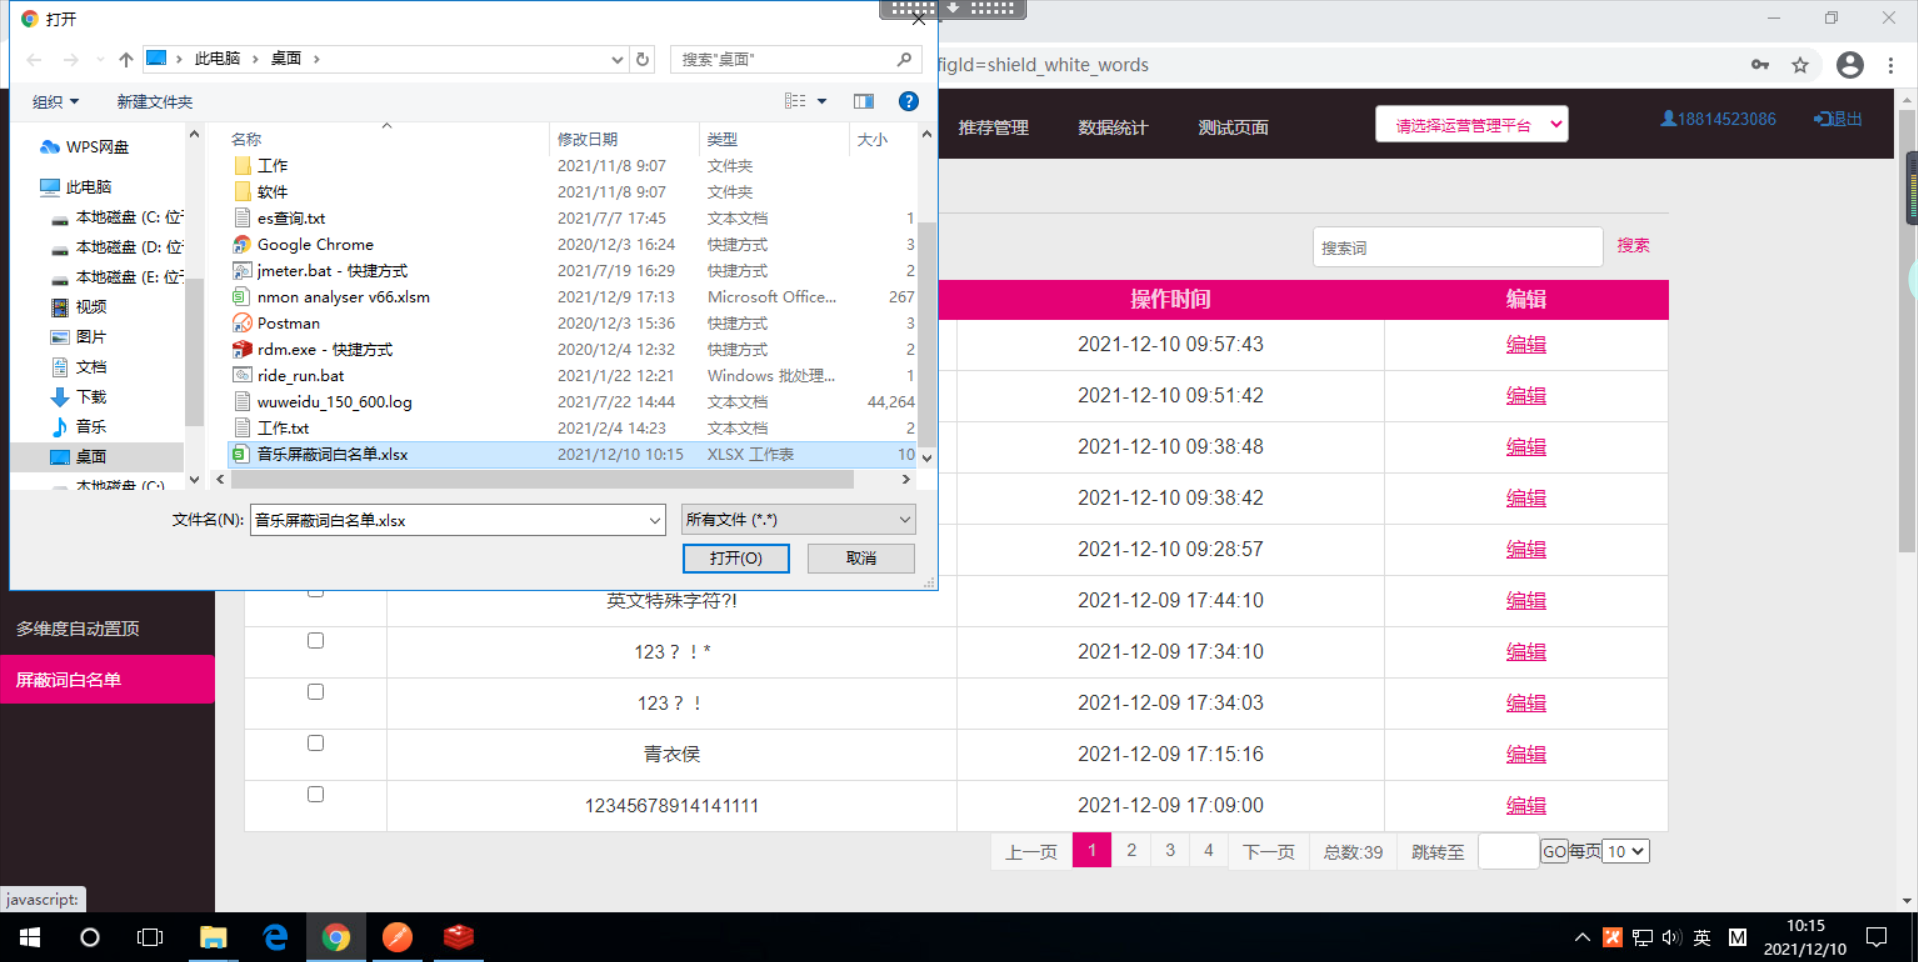 打开
此电脑 › 桌面 ›
搜索"桌面"
figId=shield_white_words
组织
新建文件夹
推荐管理
数据统计
测试页面
请选择运营管理平台
18814523086
退出
名称
修改日期
类型
大小
WPS网盘
此电脑
本地磁盘 (C: 位于
本地磁盘 (D: 位于
本地磁盘 (E: 位于
视频
图片
文档
下载
音乐
桌面
本地磁盘 (C:)
工作 2021/11/8 9:07 文件夹
软件 2021/11/8 9:07 文件夹
es查询.txt 2021/7/7 17:45 文本文档 1
Google Chrome 2020/12/3 16:24 快捷方式 3
jmeter.bat - 快捷方式 2021/7/19 16:29 快捷方式 2
nmon analyser v66.xlsm 2021/12/9 17:13 Microsoft Office... 267
Postman 2020/12/3 15:36 快捷方式 3
rdm.exe - 快捷方式 2020/12/4 12:32 快捷方式 2
ride_run.bat 2021/1/22 12:21 Windows 批处理... 1
wuweidu_150_600.log 2021/7/22 14:44 文本文档 44,264
工作.txt 2021/2/4 14:23 文本文档 2
音乐屏蔽词白名单.xlsx 2021/12/10 10:15 XLSX 工作表 10
文件名(N): 音乐屏蔽词白名单.xlsx
所有文件 (*.*)
打开(O)
取消
搜索词
搜索
操作时间 编辑
2021-12-10 09:57:43 编辑
2021-12-10 09:51:42 编辑
2021-12-10 09:38:48 编辑
2021-12-10 09:38:42 编辑
2021-12-10 09:28:57 编辑
英文特殊字符?! 2021-12-09 17:44:10 编辑
123？！* 2021-12-09 17:34:10 编辑
123？！ 2021-12-09 17:34:03 编辑
青衣侯 2021-12-09 17:15:16 编辑
12345678914141111 2021-12-09 17:09:00 编辑
多维度自动置顶
屏蔽词白名单
上一页 1 2 3 4 下一页 总数:39 跳转至 GO 每页 10
javascript:
英
M
10:15
2021/12/10